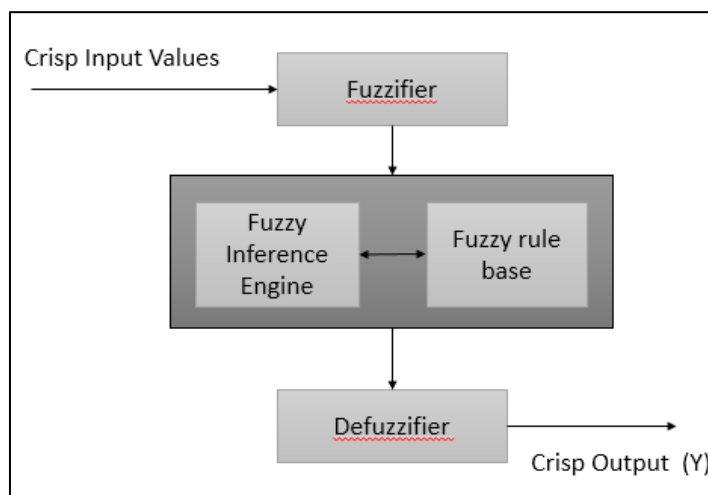 Crisp Input Values
Fuzzifier
Fuzzy
Inference
Engine
Fuzzy rule
base
Defuzzifier
Crisp Output (Y)